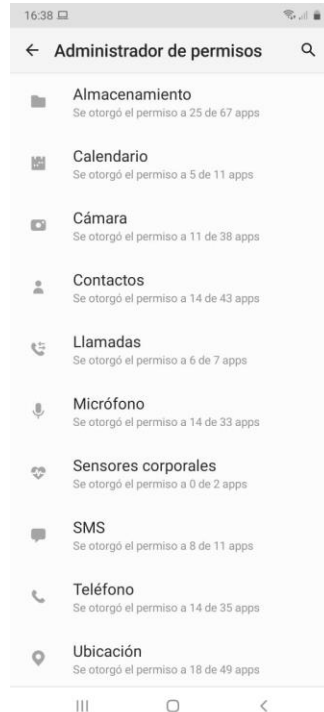 16:38
Administrador de permisos
Almacenamiento
Se otorgó el permiso a 25 de 67 apps
Calendario
Se otorgó el permiso a 5 de 11 apps
Cámara
Se otorgó el permiso a 11 de 38 apps
Contactos
Se otorgó el permiso a 14 de 43 apps
Llamadas
Se otorgó el permiso a 6 de 7 apps
Micrófono
Se otorgó el permiso a 14 de 33 apps
Sensores corporales
Se otorgó el permiso a 0 de 2 apps
SMS
Se otorgó el permiso a 8 de 11 apps
Teléfono
Se otorgó el permiso a 14 de 35 apps
Ubicación
Se otorgó el permiso a 18 de 49 apps